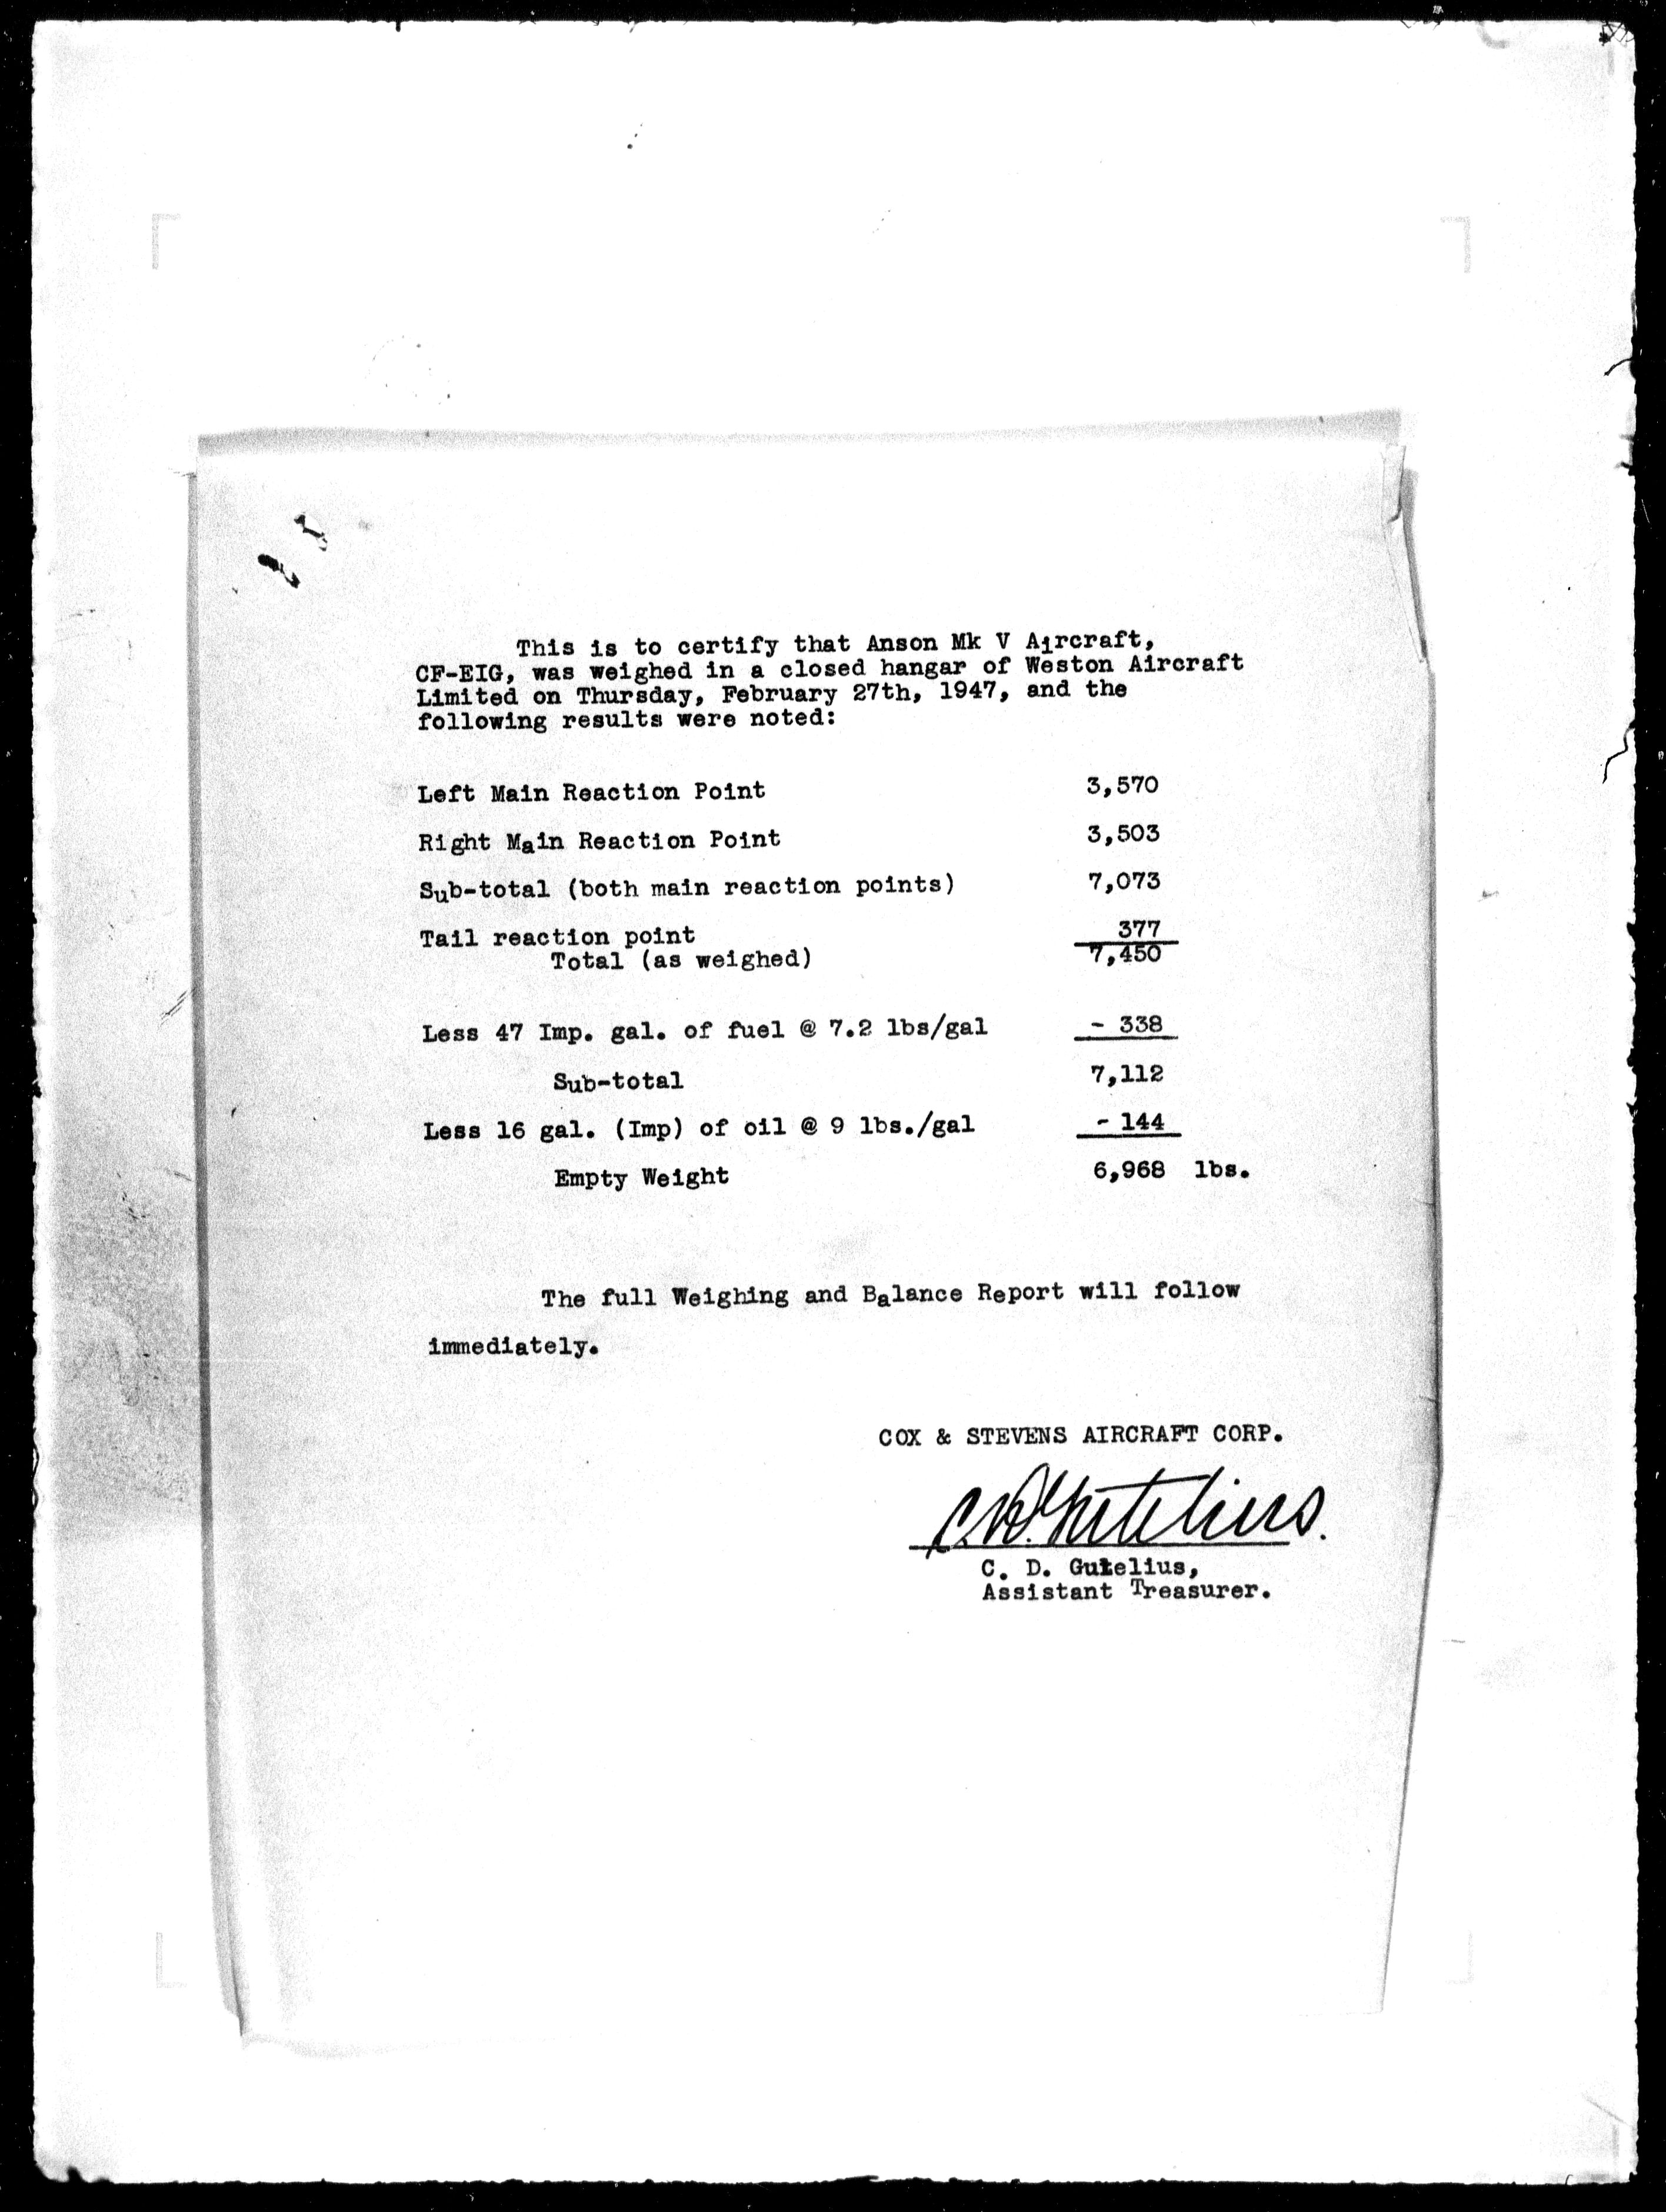 This is to certify that Anson Mk V Aircraft,
CF-EIG, was weighed in a closed hangar of Weston Aircraft
Limited on Thursday, February 27th, 1947, and the
following results were noted:
Left Main Reaction Point 3,570
Right Main Reaction Point 3,503
Sub-total (both main reaction points) 7,073
Tail reaction point 377
Total (as weighed) 7,450
Less 47 Imp. gal. of fuel @ 7.2 lbs/gal - 338
Sub-total 7,112
Less 16 gal. (Imp) of oil @ 9 lbs./gal - 144
Empty Weight 6,968 lbs.
The full Weighing and Balance Report will follow
immediately.
COX & STEVENS AIRCRAFT CORP.
C. D. Gutelius.
C. D. Gutelius,
Assistant Treasurer.